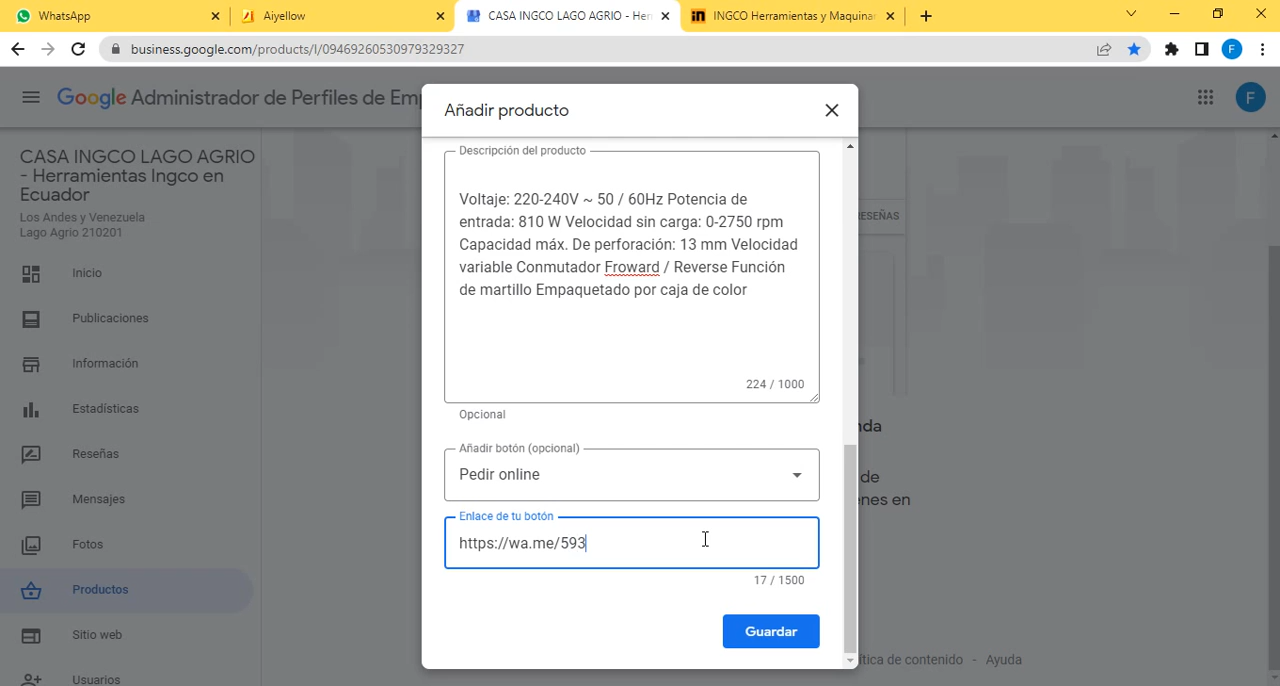 WhatsApp
Aiyellow
CASA INGCO LAGO AGRIO - Her
INGCO Herramientas y Maquinar
business.google.com/products/l/09469260530979329327
F
Google Administrador de Perfiles de Em
F
CASA INGCO LAGO AGRIO
- Herramientas Ingco en
Ecuador
Los Andes y Venezuela
Lago Agrio 210201
Inicio
Publicaciones
Información
Estadísticas
Reseñas
Mensajes
Fotos
Productos
Sitio web
Usuarios
Añadir producto
Descripción del producto
Voltaje: 220-240V ~ 50 / 60Hz Potencia de
entrada: 810 W Velocidad sin carga: 0-2750 rpm
Capacidad máx. De perforación: 13 mm Velocidad
variable Conmutador Froward / Reverse Función
de martillo Empaquetado por caja de color
224 / 1000
Opcional
Añadir botón (opcional)
Pedir online
Enlace de tu botón
https://wa.me/593
17 / 1500
Guardar
ESEÑAS
nda
de
enes en
ítica de contenido - Ayuda